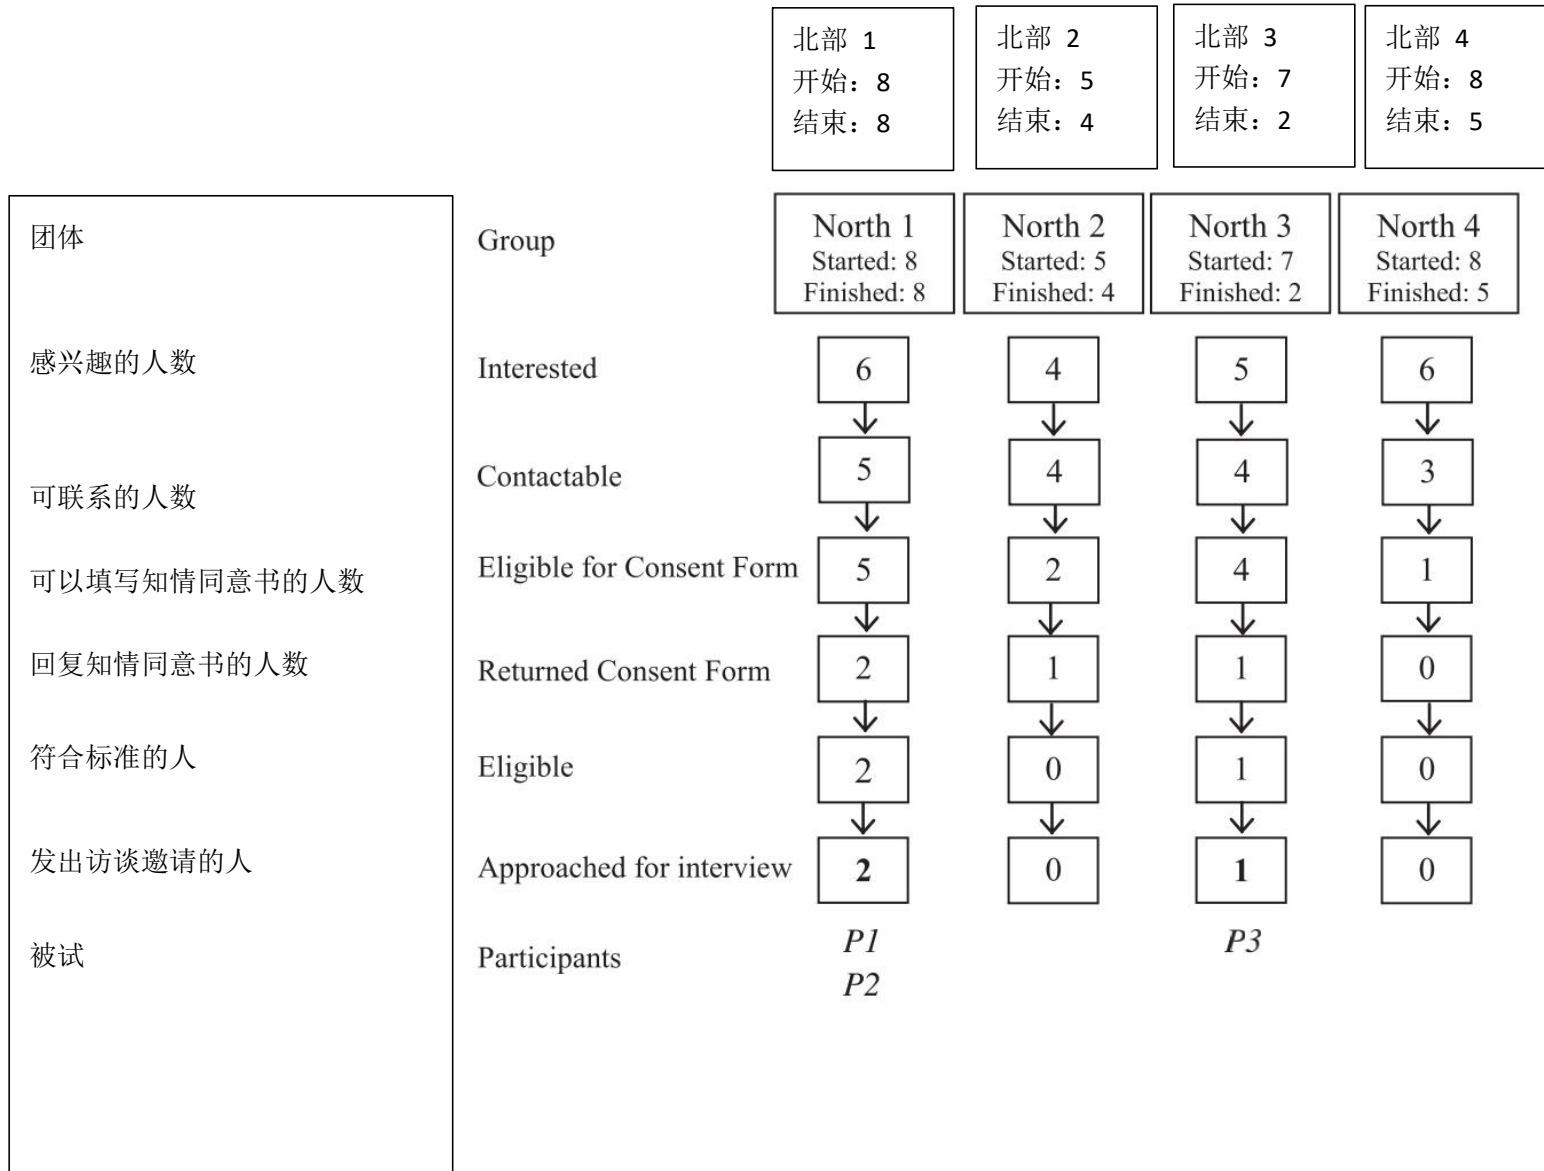 北部 1
开始：8
结束：8
北部 2
开始：5
结束：4
北部 3
开始：7
结束：2
北部 4
开始：8
结束：5
团体
Group
North 1
Started: 8
Finished: 8
North 2
Started: 5
Finished: 4
North 3
Started: 7
Finished: 2
North 4
Started: 8
Finished: 5
感兴趣的人数
Interested
6
4
5
6
可联系的人数
Contactable
5
4
4
3
可以填写知情同意书的人数
Eligible for Consent Form
5
2
4
1
回复知情同意书的人数
Returned Consent Form
2
1
1
0
符合标准的人
Eligible
2
0
1
0
发出访谈邀请的人
Approached for interview
2
0
1
0
被试
Participants
P1
P2
P3